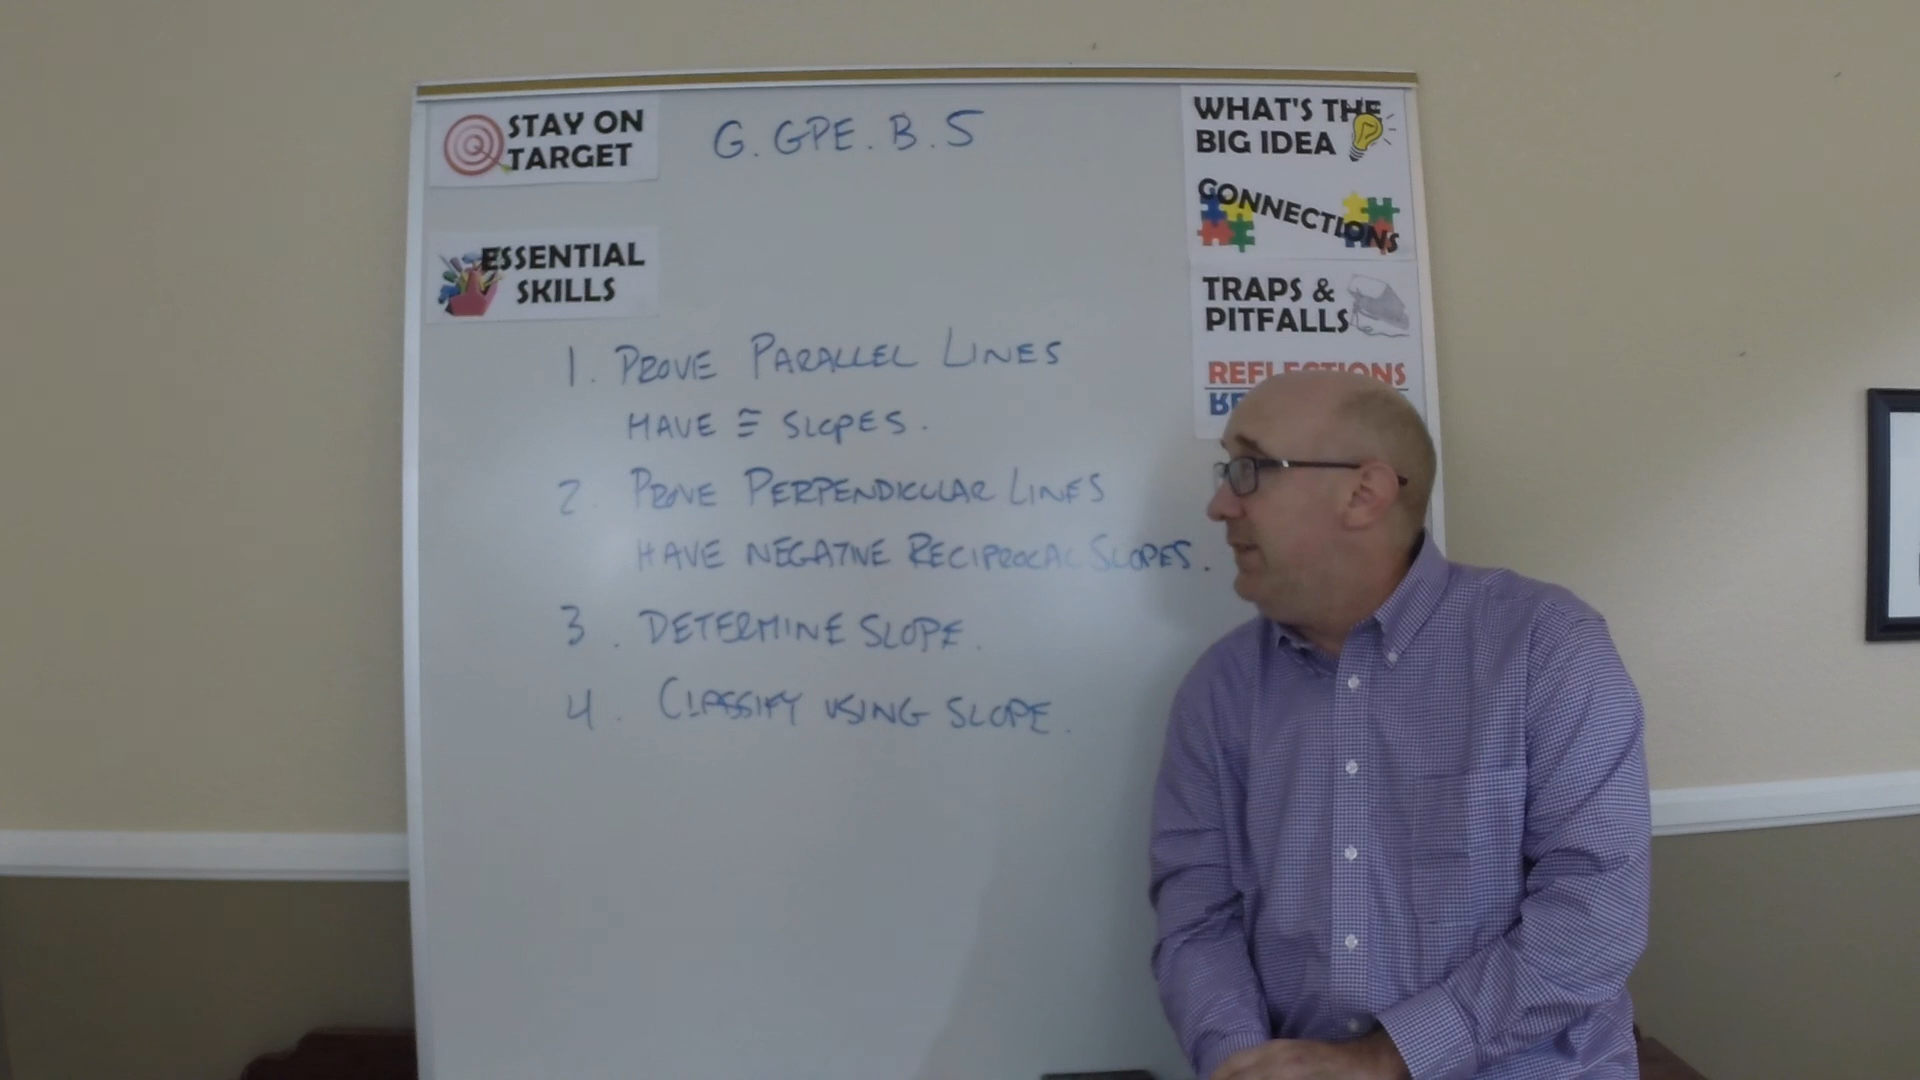 STAY ON
TARGET
G. GPE. B. 5
WHAT'S THE
BIG IDEA
CONNECTIONS
ESSENTIAL
SKILLS
TRAPS &
PITFALLS
REFLECTIONS
1. PROVE PARALLEL LINES
HAVE ≅ SLOPES.
2. PROVE PERPENDICULAR LINES
HAVE NEGATIVE RECIPROCAL SLOPES.
3. DETERMINE SLOPE.
4. CLASSIFY USING SLOPE.